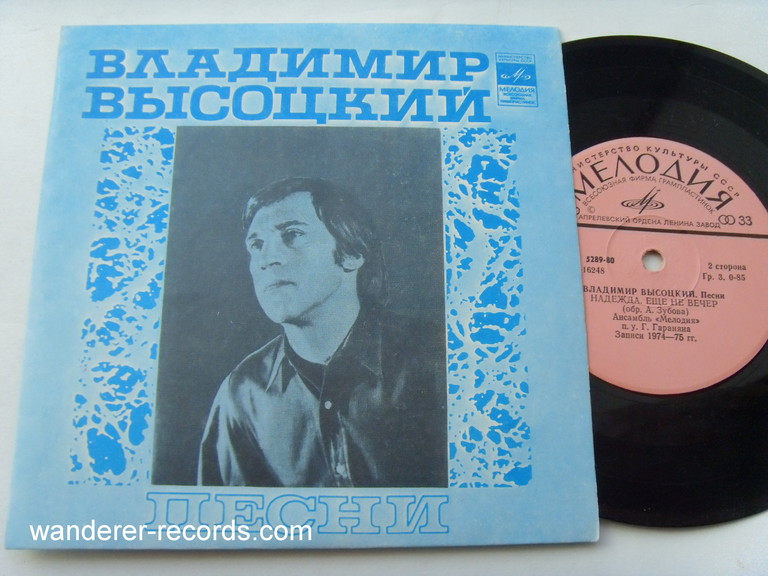 ВЛАДИМИР
ВЫСОЦКИЙ
МЕЛОДИЯ
ПЕСНИ
МИНИСТЕРСТВО КУЛЬТУРЫ СССР
МЕЛОДИЯ
ВСЕСОЮЗНАЯ ФИРМА ГРАМПЛАСТИНОК
АПРЕЛЕВСКИЙ ОРДЕНА ЛЕНИНА ЗАВОД
33
5289-80
16248
2 сторона
Гр. 3. 0-85
ВЛАДИМИР ВЫСОЦКИЙ. Песни
НАДЕЖДА. ЕЩЕ НЕ ВЕЧЕР
(обр. А. Зубова)
Ансамбль «Мелодия»
п. у. Г. Гараняна
Записи 1974—75 гг.
wanderer-records.com